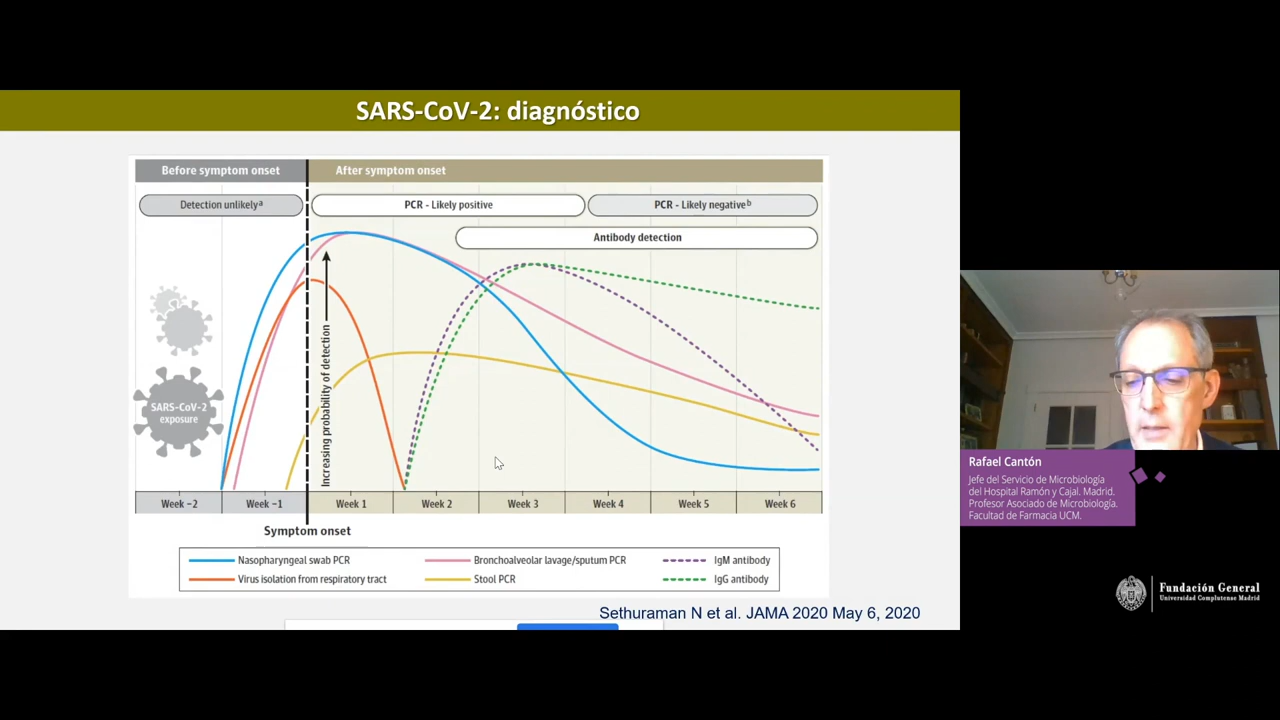 SARS-CoV-2: diagnóstico
Before symptom onset
After symptom onset
Detection unlikelyª
PCR - Likely positive
PCR - Likely negativeᵇ
Antibody detection
Increasing probability of detection
SARS-CoV-2
exposure
Week −2
Week −1
Week 1
Week 2
Week 3
Week 4
Week 5
Week 6
Symptom onset
Nasopharyngeal swab PCR
Bronchoalveolar lavage/sputum PCR
IgM antibody
Virus isolation from respiratory tract
Stool PCR
IgG antibody
Sethuraman N et al. JAMA 2020 May 6, 2020
Rafael Cantón
Jefe del Servicio de Microbiología
del Hospital Ramón y Cajal. Madrid.
Profesor Asociado de Microbiología.
Facultad de Farmacia UCM.
Fundación General
Universidad Complutense Madrid